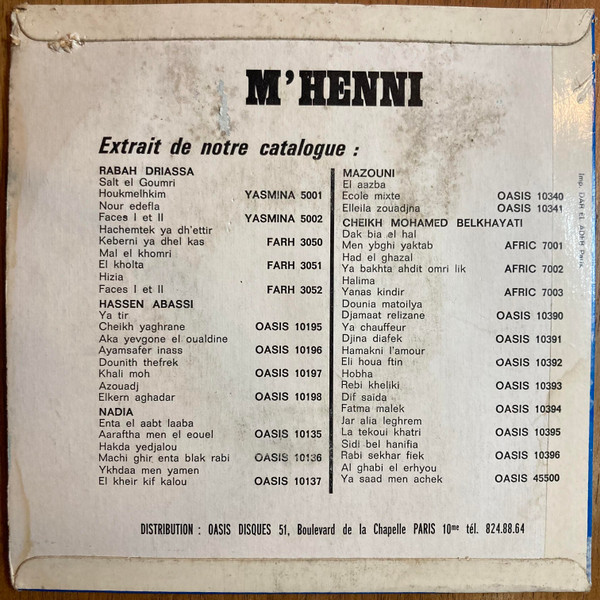 M'HENNI
Extrait de notre catalogue :
RABAH DRIASSA
Salt el Goumri
Houkmelhkim YASMINA 5001
Nour edefla
Faces I et II YASMINA 5002
Hachemtek ya dh'ettir
Keberni ya dhel kas FARH 3050
Mal el khomri
El kholta FARH 3051
Hizia
Faces I et II FARH 3052
HASSEN ABASSI
Ya tir
Cheikh yaghrane OASIS 10195
Aka yevgone el oualdine
Ayamsafer inass OASIS 10196
Dounith thefrek
Khali moh OASIS 10197
Azouadj
Elkern aghadar OASIS 10198
NADIA
Enta el aabt laaba
Aaraftha men el eouel OASIS 10135
Hakda yedjalou
Machi ghir enta blak rabi OASIS 10136
Ykhdaa men yamen
El kheir kif kalou OASIS 10137
MAZOUNI
El aazba
Ecole mixte OASIS 10340
Elleila zouadjna OASIS 10341
CHEIKH MOHAMED BELKHAYATI
Dak bia el hal
Men ybghi yaktab AFRIC 7001
Had el ghazal
Ya bakhta ahdit omri lik AFRIC 7002
Halima
Yanas kindir AFRIC 7003
Dounia matoilya
Djamaat relizane OASIS 10390
Ya chauffeur
Djina diafek OASIS 10391
Hamakni l'amour
Eli houa ftin OASIS 10392
Hobha
Rebi kheliki OASIS 10393
Dif saida
Fatma malek OASIS 10394
Jar alia leghrem
La tekoui khatri OASIS 10395
Sidi bel hanifia
Rabi sekhar fiek OASIS 10396
Al ghabi el erhyou
Ya saad men achek OASIS 45500
Imp. DAR EL ADEB Paris
DISTRIBUTION : OASIS DISQUES 51, Boulevard de la Chapelle PARIS 10me tél. 824.88.64